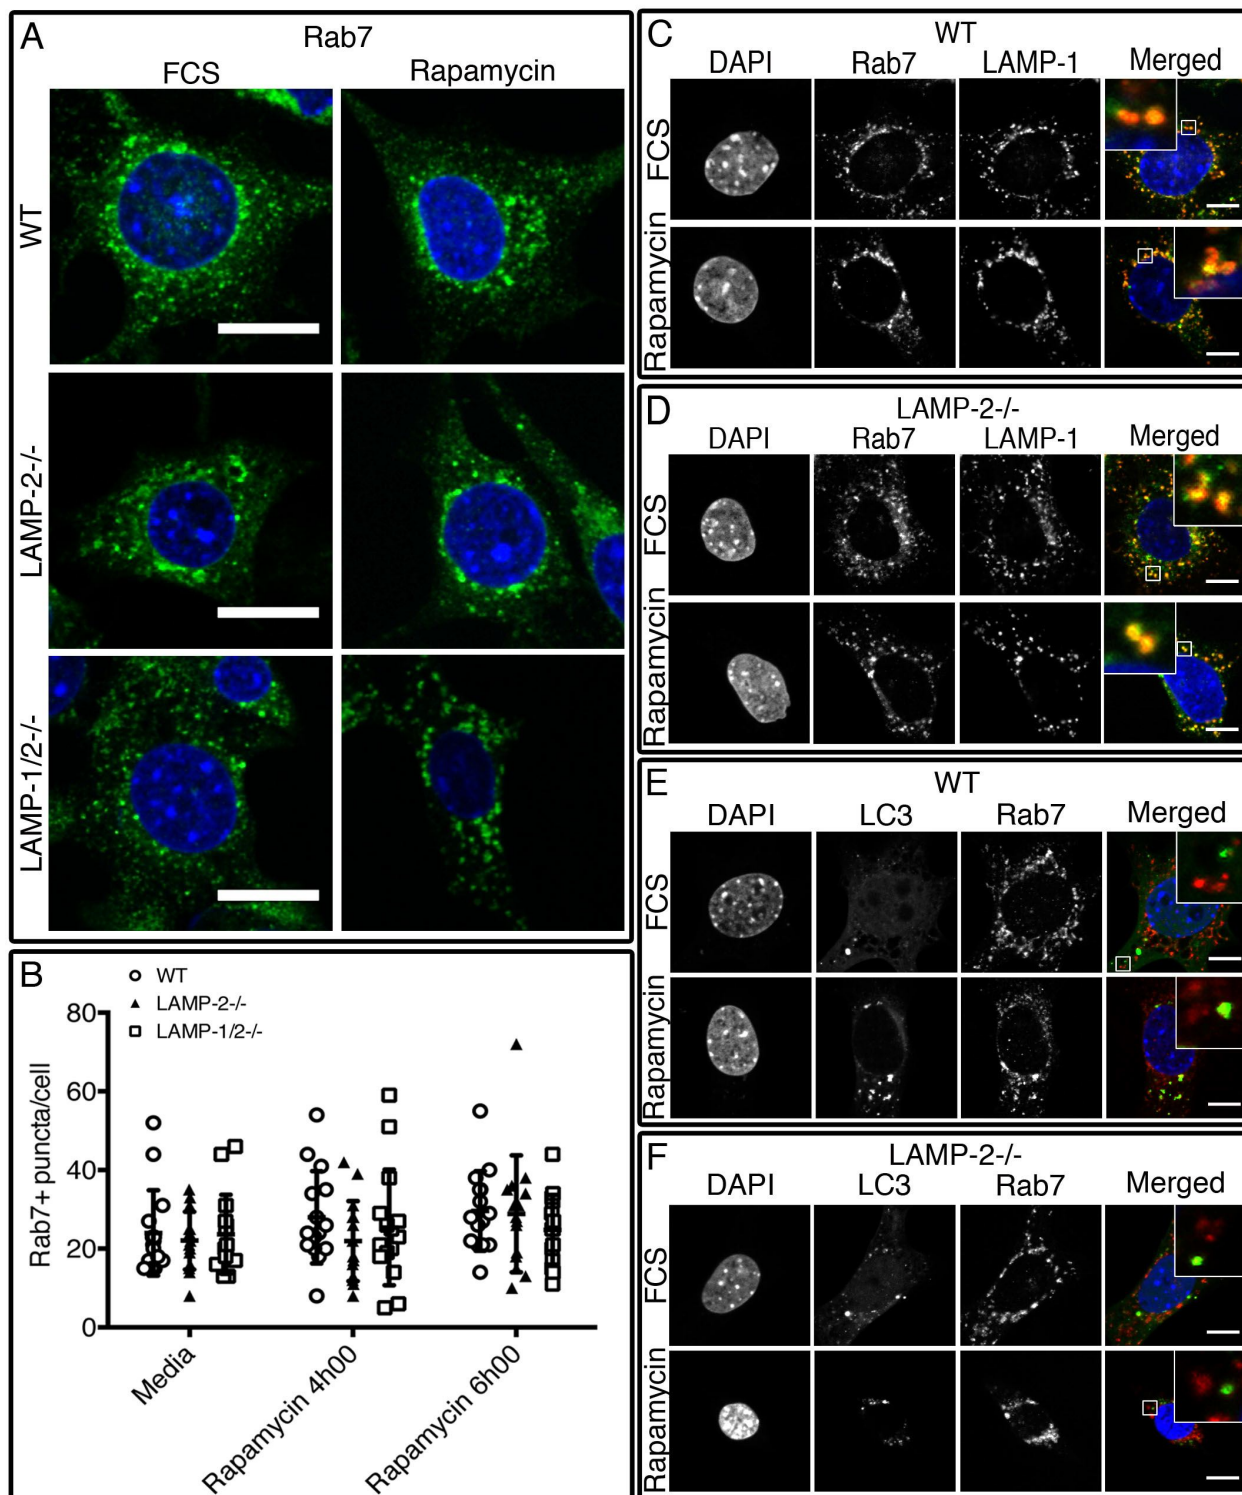 A
Rab7
FCS
Rapamycin
WT
LAMP-2-/-
LAMP-1/2-/-
B
WT
LAMP-2-/-
LAMP-1/2-/-
Rab7+ puncta/cell
80
60
40
20
0
Media
Rapamycin 4h00
Rapamycin 6h00
C
WT
DAPI
Rab7
LAMP-1
Merged
FCS
Rapamycin
D
LAMP-2-/-
DAPI
Rab7
LAMP-1
Merged
FCS
Rapamycin
E
WT
DAPI
LC3
Rab7
Merged
FCS
Rapamycin
F
LAMP-2-/-
DAPI
LC3
Rab7
Merged
FCS
Rapamycin